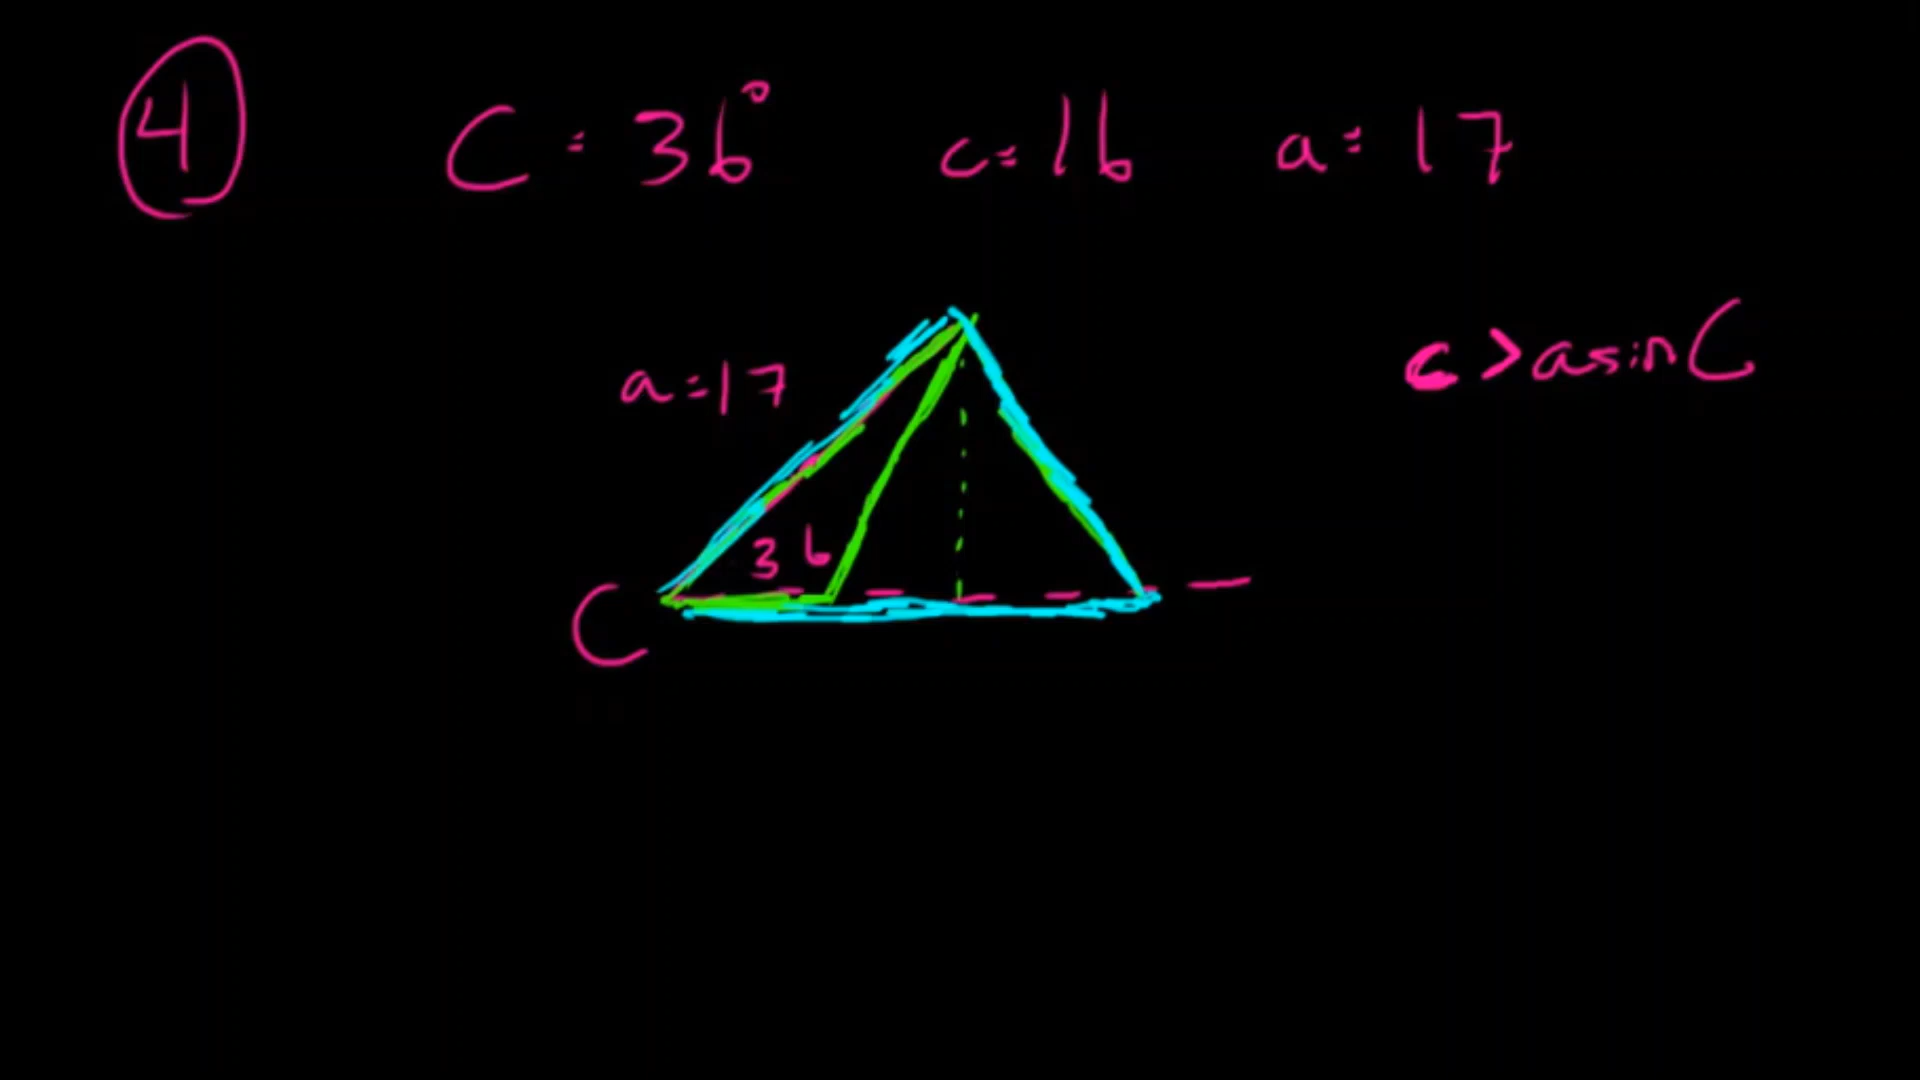 4 C = 36° c = 16 a = 17
c > a sin C
a = 17
36
C